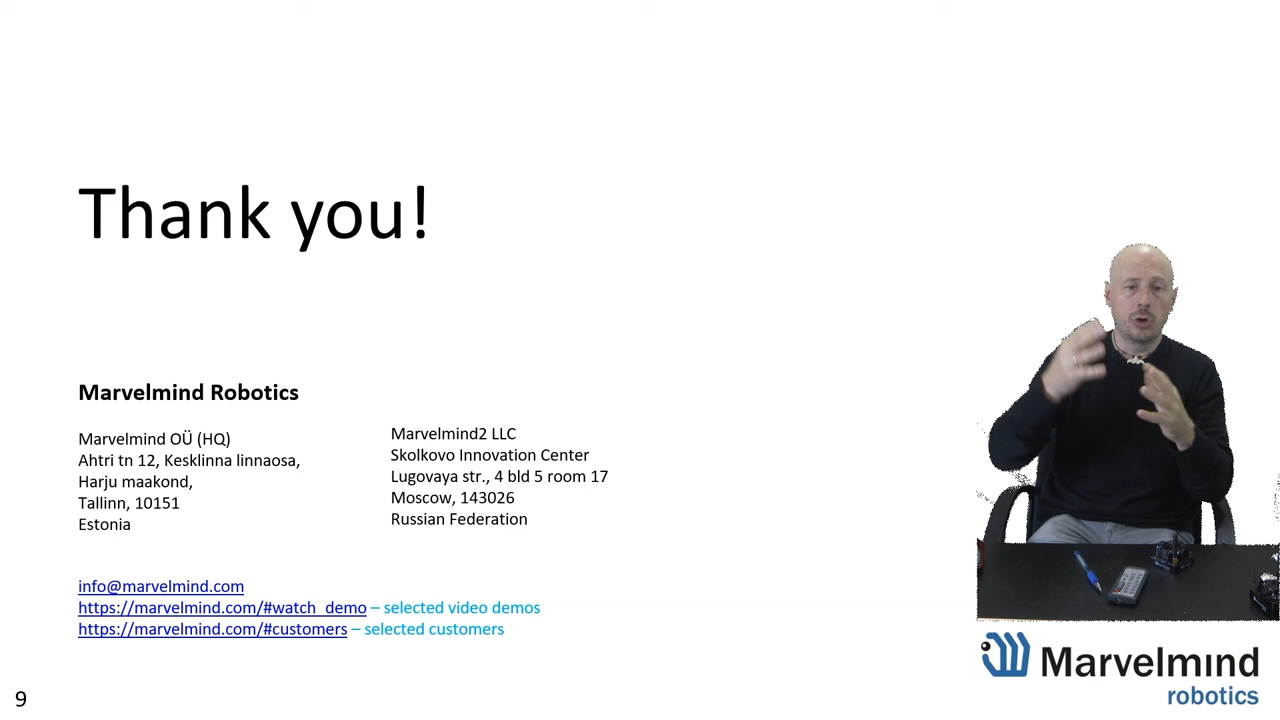 Thank you!
Marvelmind Robotics
Marvelmind OÜ (HQ)
Ahtri tn 12, Kesklinna linnaosa,
Harju maakond,
Tallinn, 10151
Estonia
Marvelmind2 LLC
Skolkovo Innovation Center
Lugovaya str., 4 bld 5 room 17
Moscow, 143026
Russian Federation
info@marvelmind.com
https://marvelmind.com/#watch_demo – selected video demos
https://marvelmind.com/#customers – selected customers
9
Marvelmind
robotics